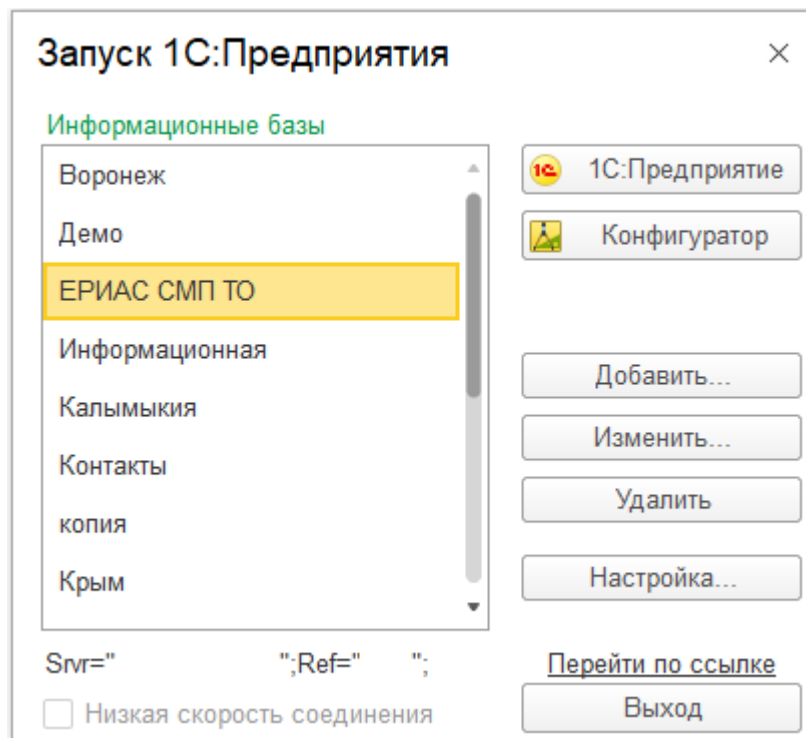 Запуск 1С:Предприятия
Информационные базы
Воронеж
Демо
ЕРИАС СМП ТО
Информационная
Калымыкия
Контакты
копия
Крым
1С:Предприятие
Конфигуратор
Добавить...
Изменить...
Удалить
Настройка...
Srvr=" ";Ref=" ";
Перейти по ссылке
Низкая скорость соединения
Выход